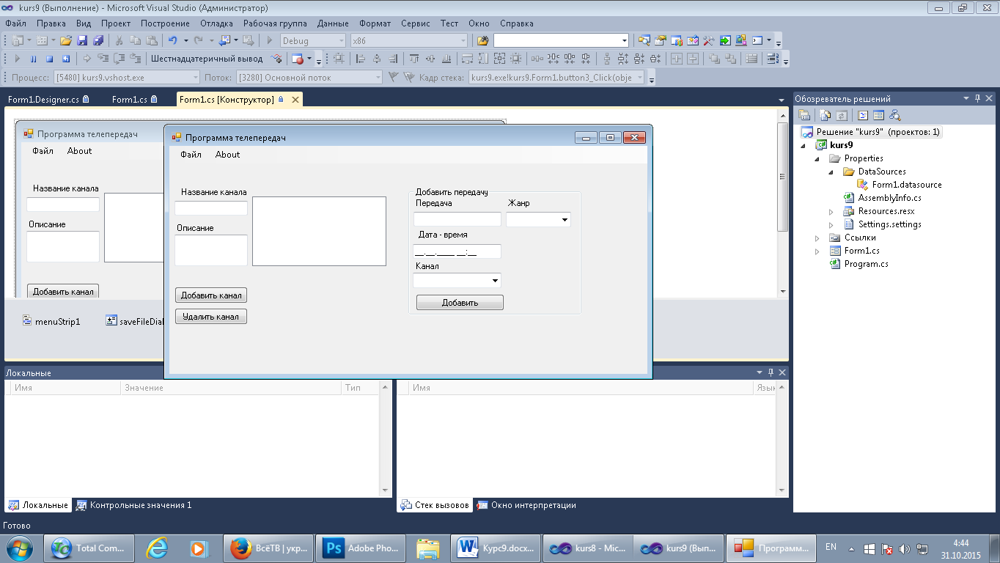 kurs9 (Выполнение) - Microsoft Visual Studio (Администратор)
Файл Правка Вид Проект Построение Отладка Рабочая группа Данные Формат Сервис Тест Окно Справка
Debug x86
Шестнадцатеричный вывод
Процесс: [5480] kurs9.vshost.exe Поток: [3280] Основной поток Кадр стека: kurs9.exe!kurs9.Form1.button3_Click(obje
Form1.Designer.cs Form1.cs Form1.cs [Конструктор]
Программа телепередач
Файл About
Название канала
Описание
Добавить канал
menuStrip1 saveFileDial
Программа телепередач
Файл About
Название канала
Описание
Добавить канал
Удалить канал
Добавить передачу
Передача Жанр
Дата - время
__.__.____ __:__
Канал
Добавить
Обозреватель решений
Решение "kurs9" (проектов: 1)
kurs9
Properties
DataSources
Form1.datasource
AssemblyInfo.cs
Resources.resx
Settings.settings
Ссылки
Form1.cs
Program.cs
Локальные
Имя Значение Тип
Имя Язык
Локальные Контрольные значения 1
Стек вызовов Окно интерпретации
Готово
Total Com... ВсёТВ | укр... Adobe Pho... Курс9.docx... kurs8 - Mic... kurs9 (Вып... Программ... EN 4:44
31.10.2015